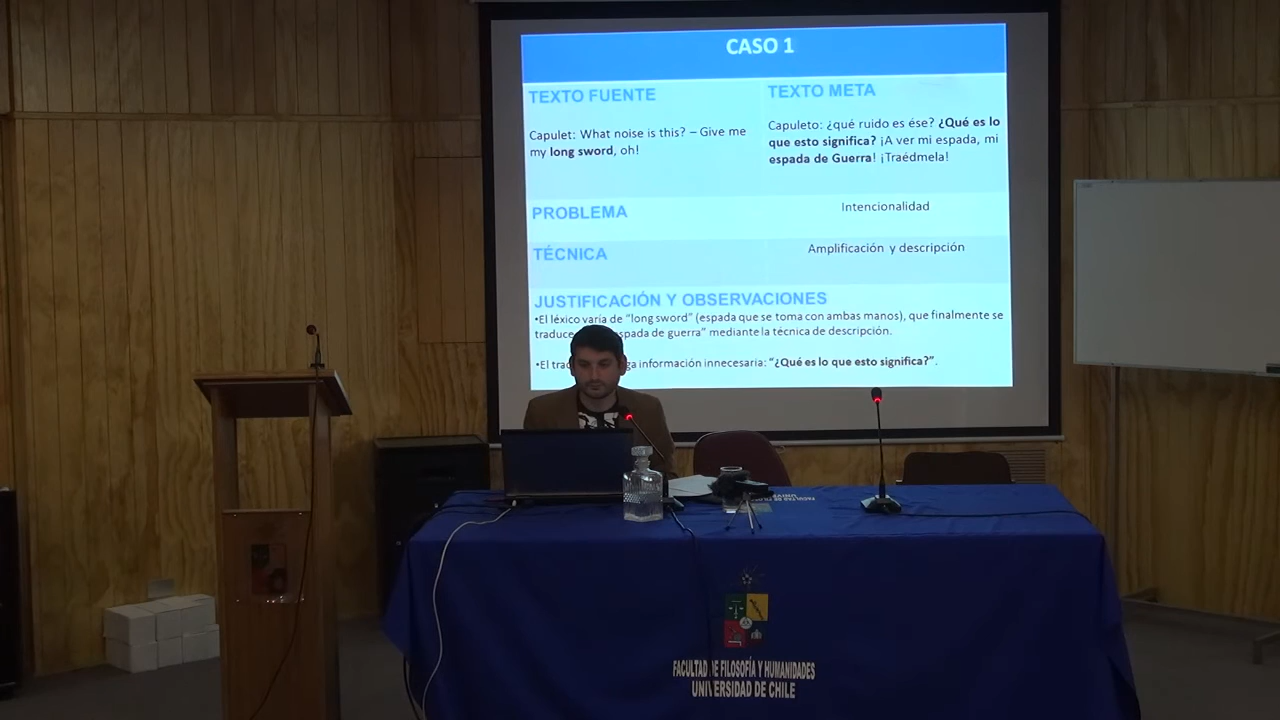 CASO 1
TEXTO FUENTE
Capulet: What noise is this? – Give me
my long sword, oh!
TEXTO META
Capuleto: ¿qué ruido es ése? ¿Qué es lo
que esto significa? ¡A ver mi espada, mi
espada de Guerra! ¡Traédmela!
PROBLEMA
Intencionalidad
TÉCNICA
Amplificación y descripción
JUSTIFICACIÓN Y OBSERVACIONES
•El léxico varía de “long sword” (espada que se toma con ambas manos), que finalmente se
traduce espada de guerra” mediante la técnica de descripción.
•El información innecesaria: “¿Qué es lo que esto significa?”.
FACULTAD DE FILOSOFÍA Y HUMANIDADES
UNIVERSIDAD DE CHILE